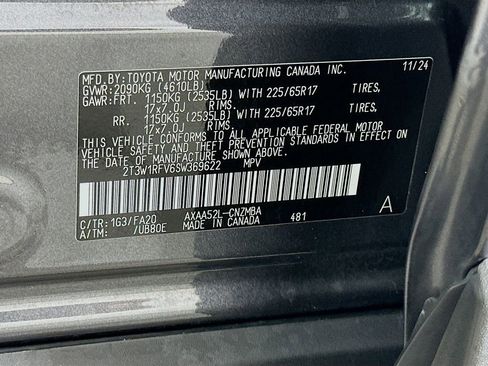 MFD. BY: TOYOTA MOTOR MANUFACTURING CANADA INC. 11/24
GVWR: 2090KG (4610LB)
GAWR: FRT. 1150KG (2535LB) WITH 225/65R17 TIRES,
17x7.0J RIMS.
RR. 1150KG (2535LB) WITH 225/65R17 TIRES,
17x7.0J RIMS.
THIS VEHICLE CONFORMS TO ALL APPLICABLE FEDERAL MOTOR
VEHICLE SAFETY AND THEFT PREVENTION STANDARDS IN EFFECT ON
THE DATE OF MANUFACTURE SHOWN ABOVE.
2T3W1RFV6SW369622 MPV
C/TR: 1G3/FA20 AXAA52L-CNZMBA A
A/TM: /UB80E MADE IN CANADA 481